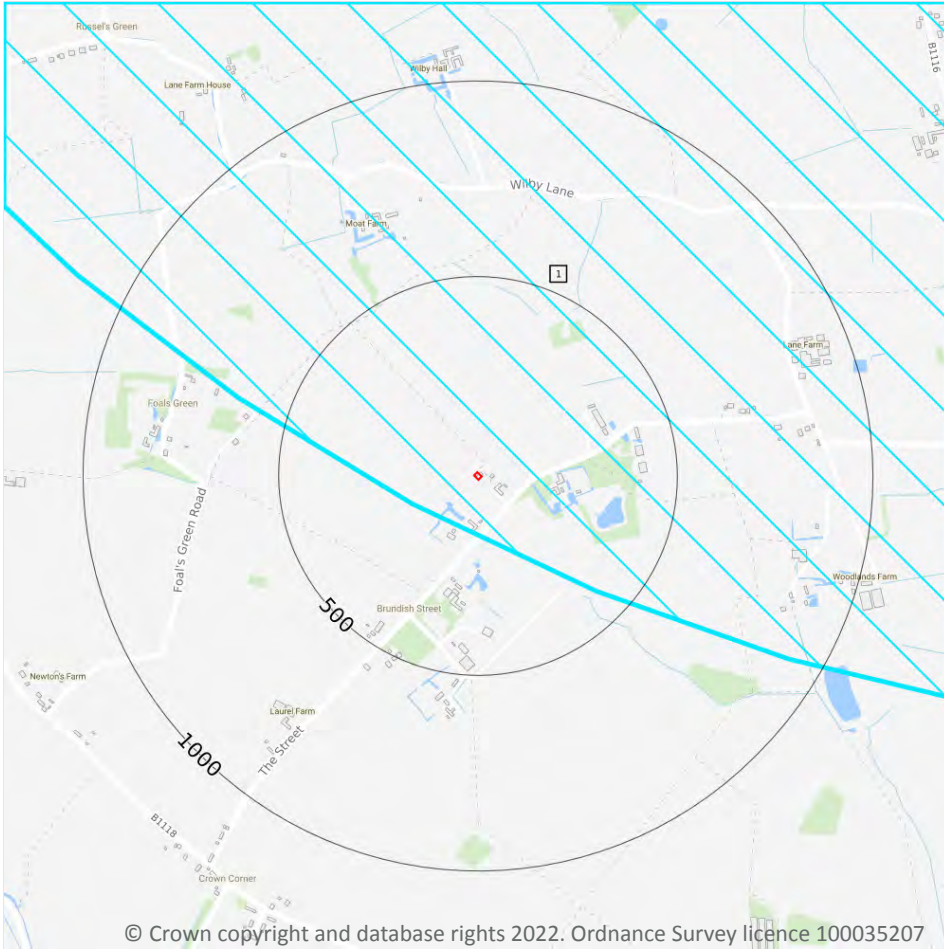 Russel's Green
B1116
Wilby Hall
Lane Farm House
Wilby Lane
Moat Farm
1
Lane Farm
Foals Green
Foal's Green Road
Woodlands Farm
500
Brundish Street
Newton's Farm
Laurel Farm
1000
The Street
B1118
Crown Corner
© Crown copyright and database rights 2022. Ordnance Survey licence 100035207